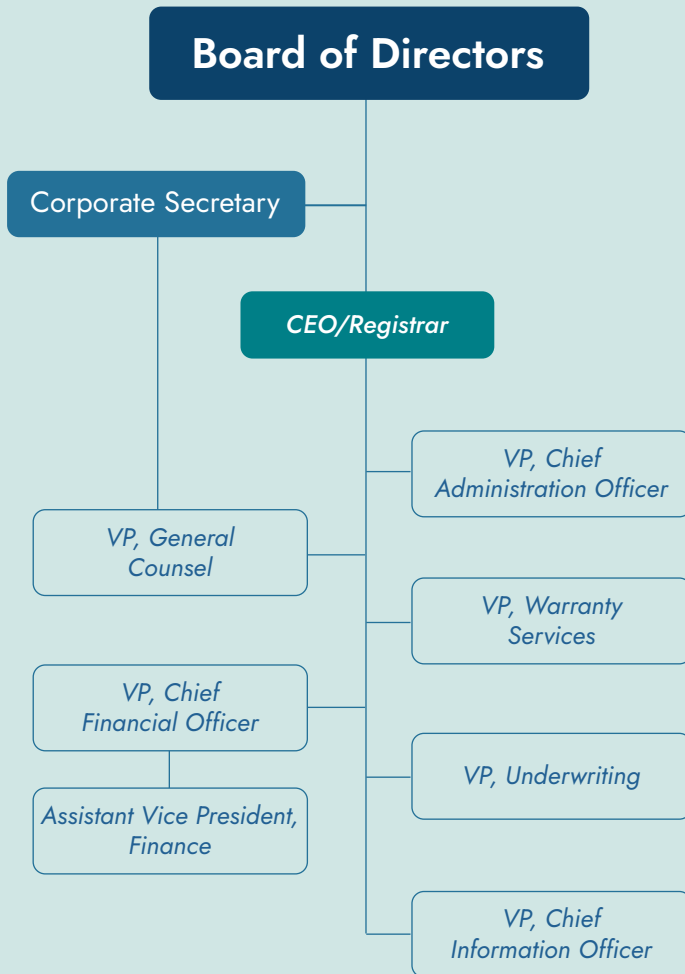 Board of Directors
Corporate Secretary
CEO/Registrar
VP, Chief
Administration Officer
VP, General
Counsel
VP, Warranty
Services
VP, Chief
Financial Officer
VP, Underwriting
Assistant Vice President,
Finance
VP, Chief
Information Officer